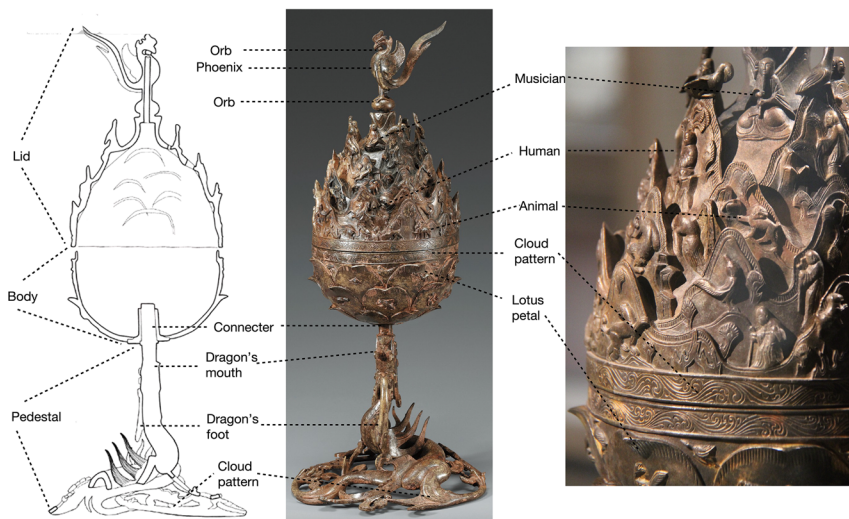 Orb
Phoenix
Orb
Musician
Lid
Human
Animal
Cloud
pattern
Body
Lotus
petal
Connecter
Dragon's
mouth
Pedestal
Dragon's
foot
Cloud
pattern